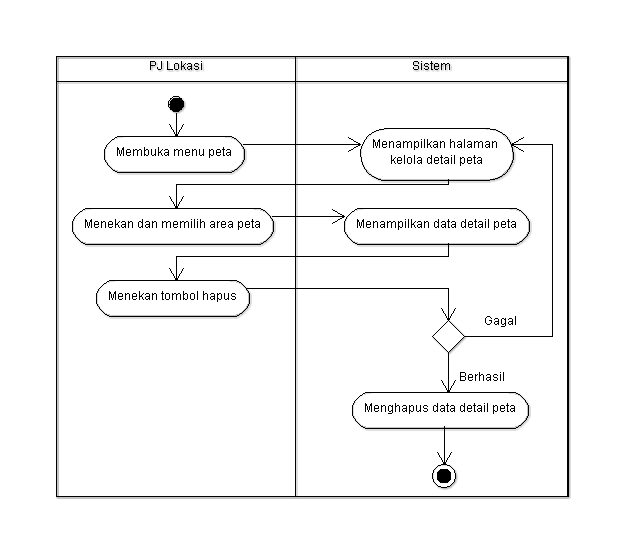 PJ Lokasi
Sistem
Membuka menu peta
Menampilkan halaman
kelola detail peta
Menekan dan memilih area peta
Menampilkan data detail peta
Menekan tombol hapus
Gagal
Berhasil
Menghapus data detail peta